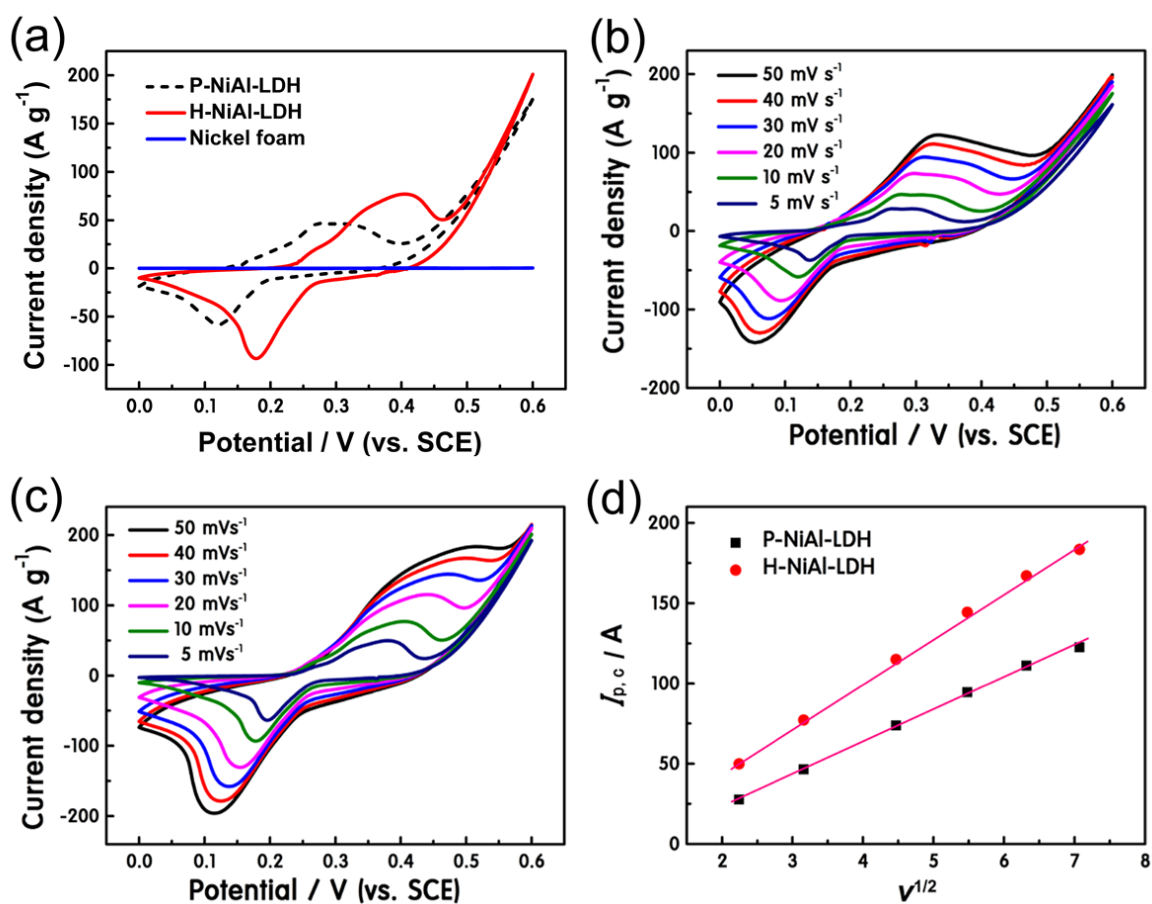 (a)
Current density (A g⁻¹)
200
150
100
50
0
-50
-100
P-NiAl-LDH
H-NiAl-LDH
Nickel foam
0.0 0.1 0.2 0.3 0.4 0.5 0.6
Potential / V (vs. SCE)
(b)
Current density (A g⁻¹)
200
100
0
-100
-200
50 mV s⁻¹
40 mV s⁻¹
30 mV s⁻¹
20 mV s⁻¹
10 mV s⁻¹
5 mV s⁻¹
0.0 0.1 0.2 0.3 0.4 0.5 0.6
Potential / V (vs. SCE)
(c)
Current density (A g⁻¹)
200
100
0
-100
-200
50 mVs⁻¹
40 mVs⁻¹
30 mVs⁻¹
20 mVs⁻¹
10 mVs⁻¹
5 mVs⁻¹
0.0 0.1 0.2 0.3 0.4 0.5 0.6
Potential / V (vs. SCE)
(d)
I p, c / A
200
150
100
50
0
P-NiAl-LDH
H-NiAl-LDH
2 3 4 5 6 7 8
V^1/2